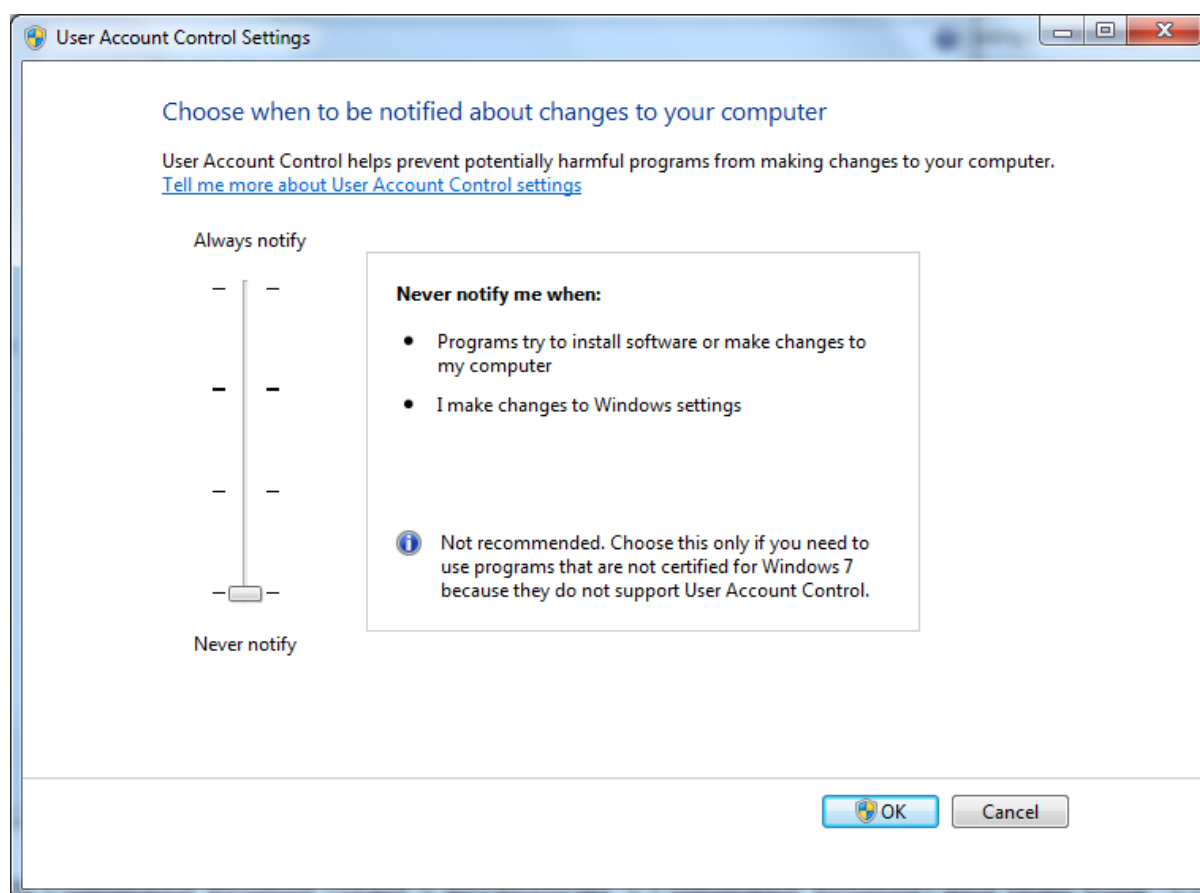 User Account Control Settings
Choose when to be notified about changes to your computer
User Account Control helps prevent potentially harmful programs from making changes to your computer.
Tell me more about User Account Control settings
Always notify
Never notify me when:
Programs try to install software or make changes to
my computer
I make changes to Windows settings
Not recommended. Choose this only if you need to
use programs that are not certified for Windows 7
because they do not support User Account Control.
Never notify
OK
Cancel